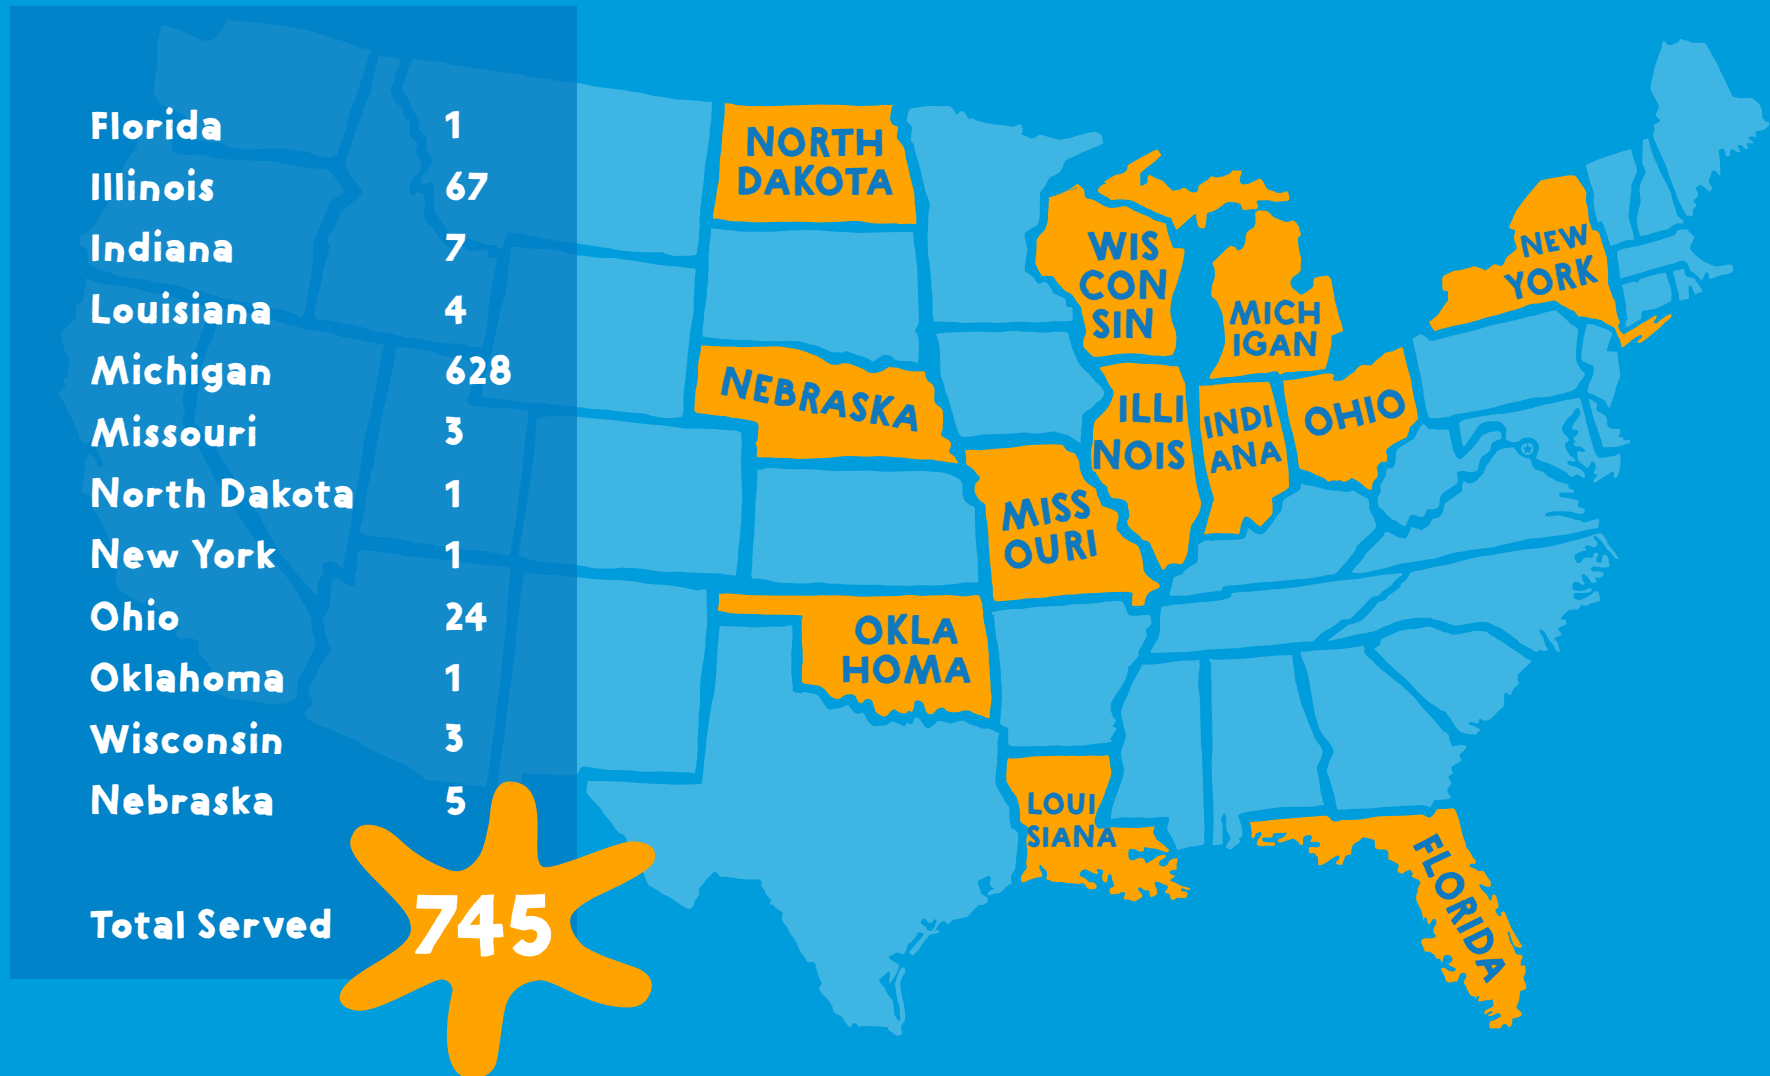 Florida 1
Illinois 67
Indiana 7
Louisiana 4
Michigan 628
Missouri 3
North Dakota 1
New York 1
Ohio 24
Oklahoma 1
Wisconsin 3
Nebraska 5
Total Served 745
NORTH
DAKOTA
WIS
CON
SIN
MICH
IGAN
NEW
YORK
NEBRASKA
ILLI
NOIS
INDI
ANA
OHIO
MISS
OURI
OKLA
HOMA
LOUI
SIANA
FLORIDA